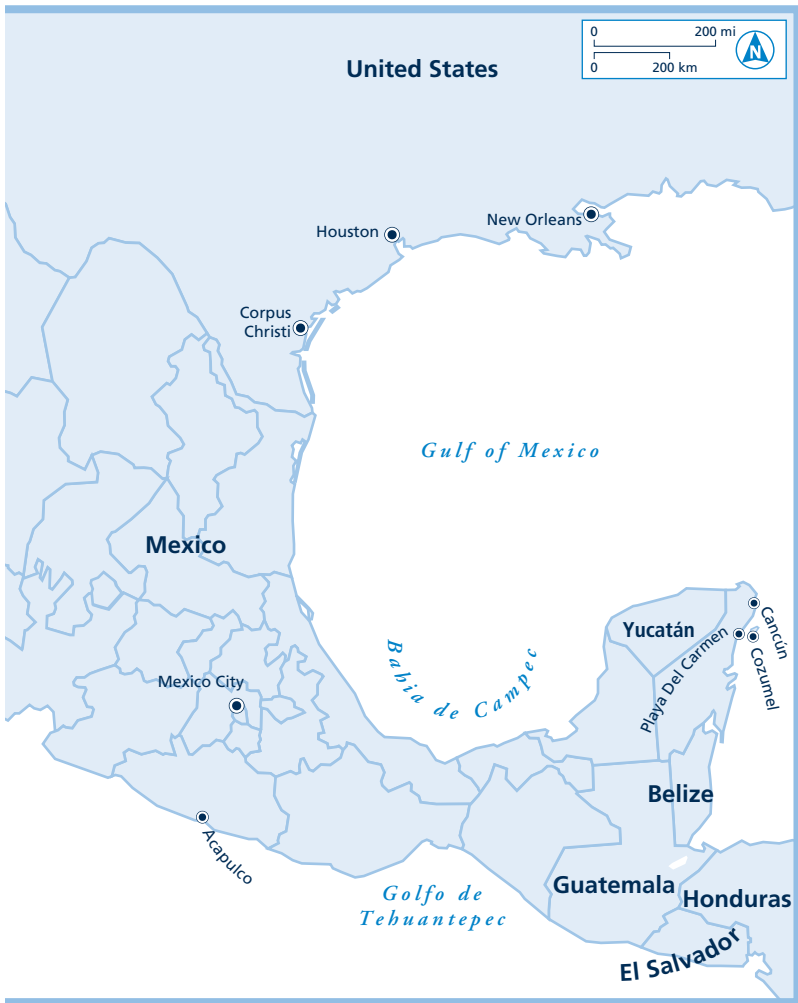 0 200 mi
0 200 km
N
United States
New Orleans
Houston
Corpus
Christi
Gulf of Mexico
Mexico
Yucatán
Cancún
Cozumel
Playa Del Carmen
Bahia de Campec
Mexico City
Belize
Acapulco
Guatemala
Honduras
Golfo de
Tehuantepec
El Salvador